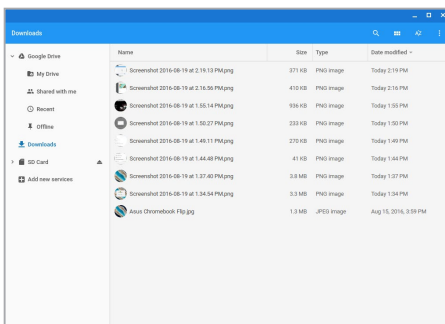 Downloads
Google Drive
My Drive
Shared with me
Recent
Offline
Downloads
SD Card
Add new services
Name Size Type Date modified
Screenshot 2016-08-19 at 2.19.13 PM.png 371 KB PNG image Today 2:19 PM
Screenshot 2016-08-19 at 2.16.56 PM.png 410 KB PNG image Today 2:16 PM
Screenshot 2016-08-19 at 1.55.14 PM.png 936 KB PNG image Today 1:55 PM
Screenshot 2016-08-19 at 1.50.27 PM.png 233 KB PNG image Today 1:50 PM
Screenshot 2016-08-19 at 1.49.11 PM.png 270 KB PNG image Today 1:49 PM
Screenshot 2016-08-19 at 1.44.48 PM.png 41 KB PNG image Today 1:44 PM
Screenshot 2016-08-19 at 1.37.40 PM.png 3.8 MB PNG image Today 1:37 PM
Screenshot 2016-08-19 at 1.34.54 PM.png 3.3 MB PNG image Today 1:34 PM
Asus Chromebook Flip.jpg 1.3 MB JPEG image Aug 15, 2016, 3:59 PM